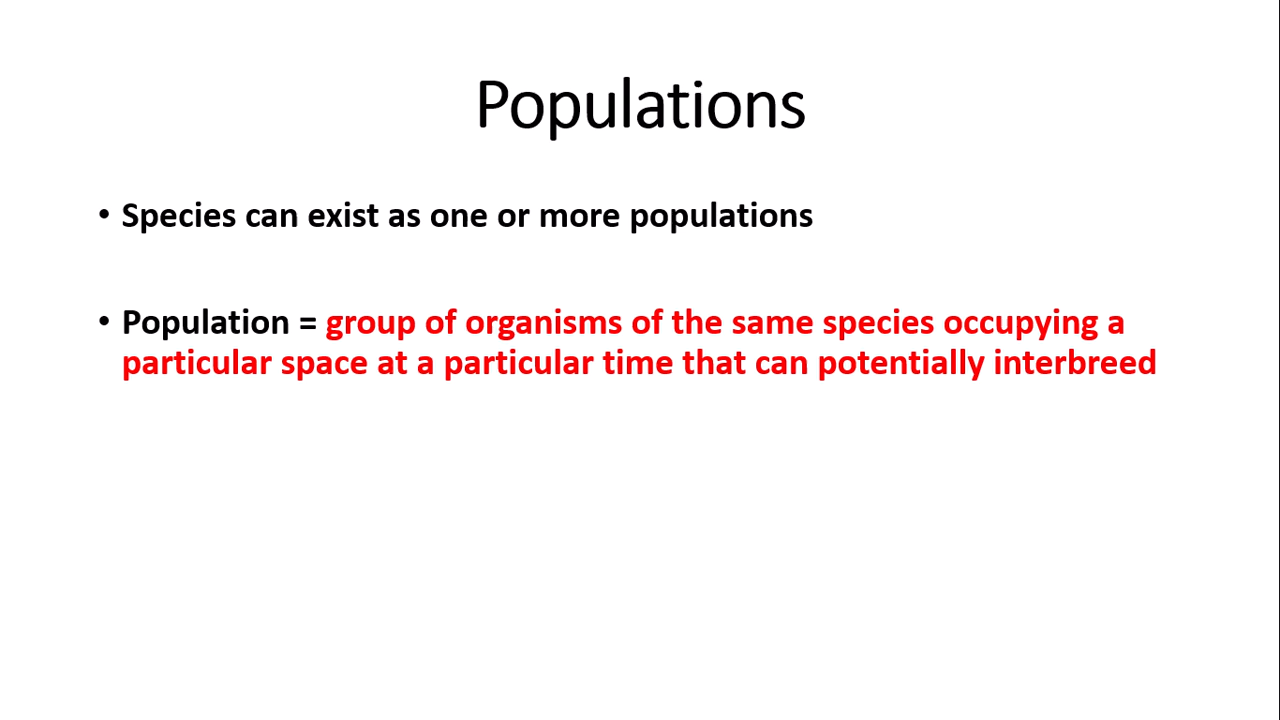 Populations
• Species can exist as one or more populations
• Population = group of organisms of the same species occupying a
particular space at a particular time that can potentially interbreed